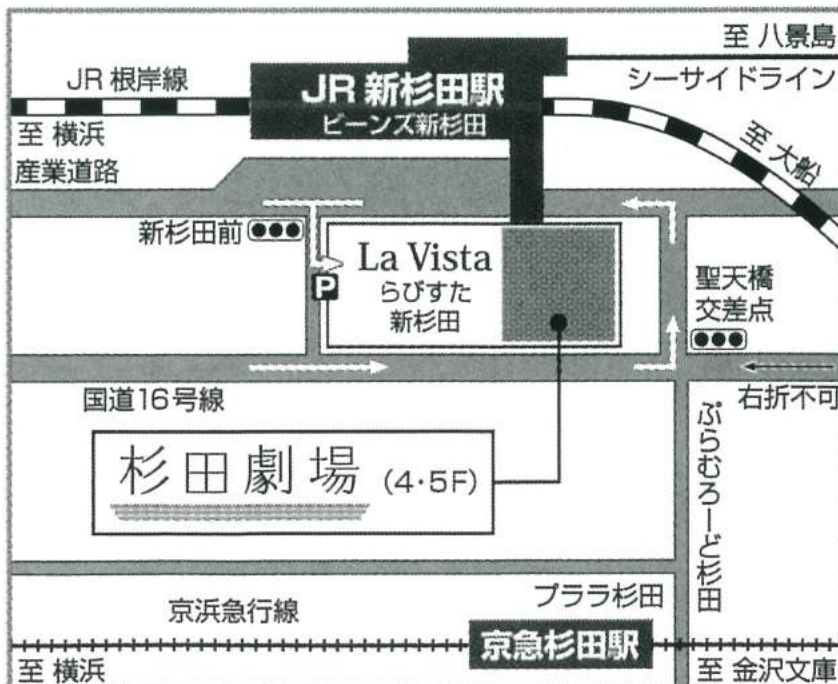 至 八景島
JR 根岸線
JR 新杉田駅
シーサイドライン
ビーンズ新杉田
至 横浜
至 大船
産業道路
新杉田前
La Vista
らびすた
新杉田
P
聖天橋
交差点
国道16号線
右折不可
杉田劇場 (4・5F)
ぷらむろーど杉田
プララ杉田
京浜急行線
京急杉田駅
至 横浜
至 金沢文庫